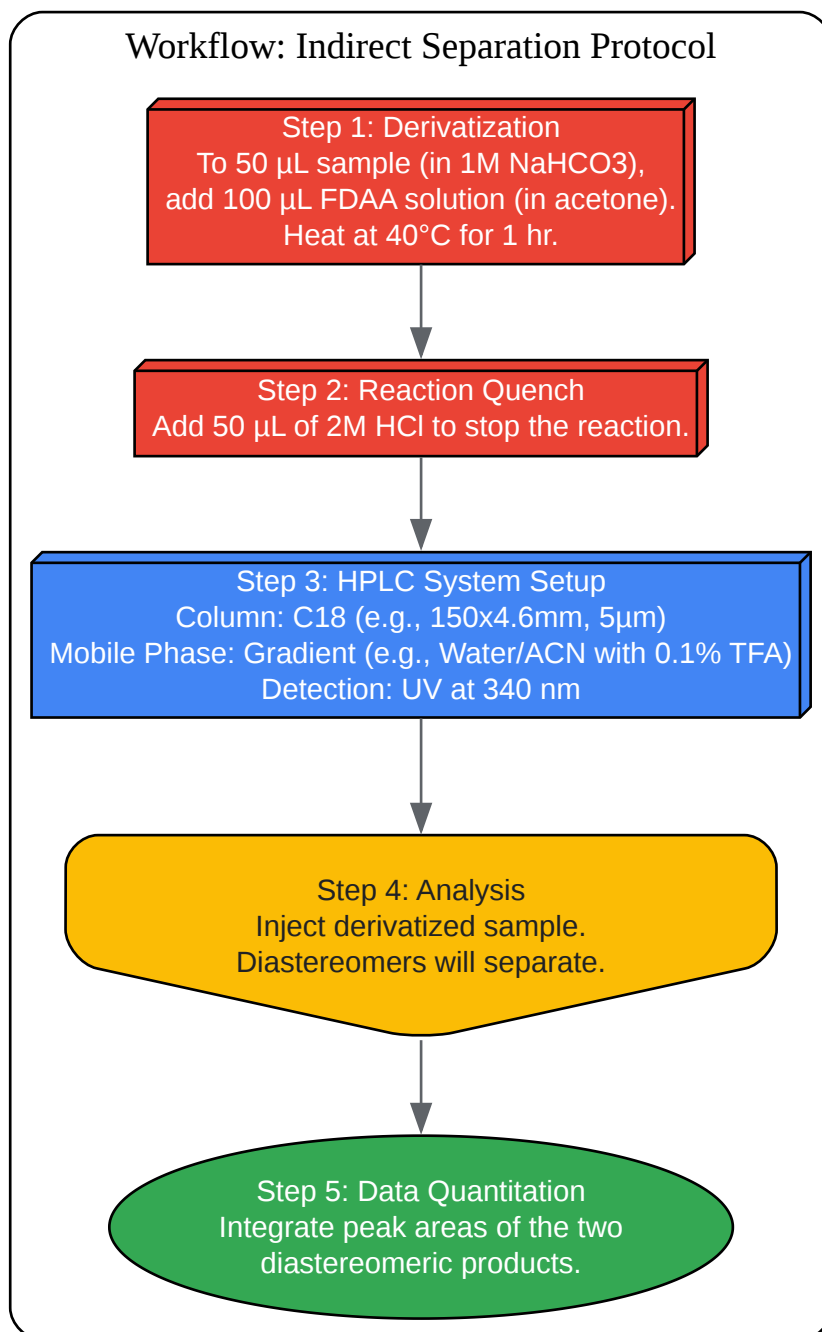 Workflow: Indirect Separation Protocol
Step 1: Derivatization
To 50 µL sample (in 1M NaHCO3),
add 100 µL FDAA solution (in acetone).
Heat at 40°C for 1 hr.
Step 2: Reaction Quench
Add 50 µL of 2M HCl to stop the reaction.
Step 3: HPLC System Setup
Column: C18 (e.g., 150x4.6mm, 5µm)
Mobile Phase: Gradient (e.g., Water/ACN with 0.1% TFA)
Detection: UV at 340 nm
Step 4: Analysis
Inject derivatized sample.
Diastereomers will separate.
Step 5: Data Quantitation
Integrate peak areas of the two
diastereomeric products.